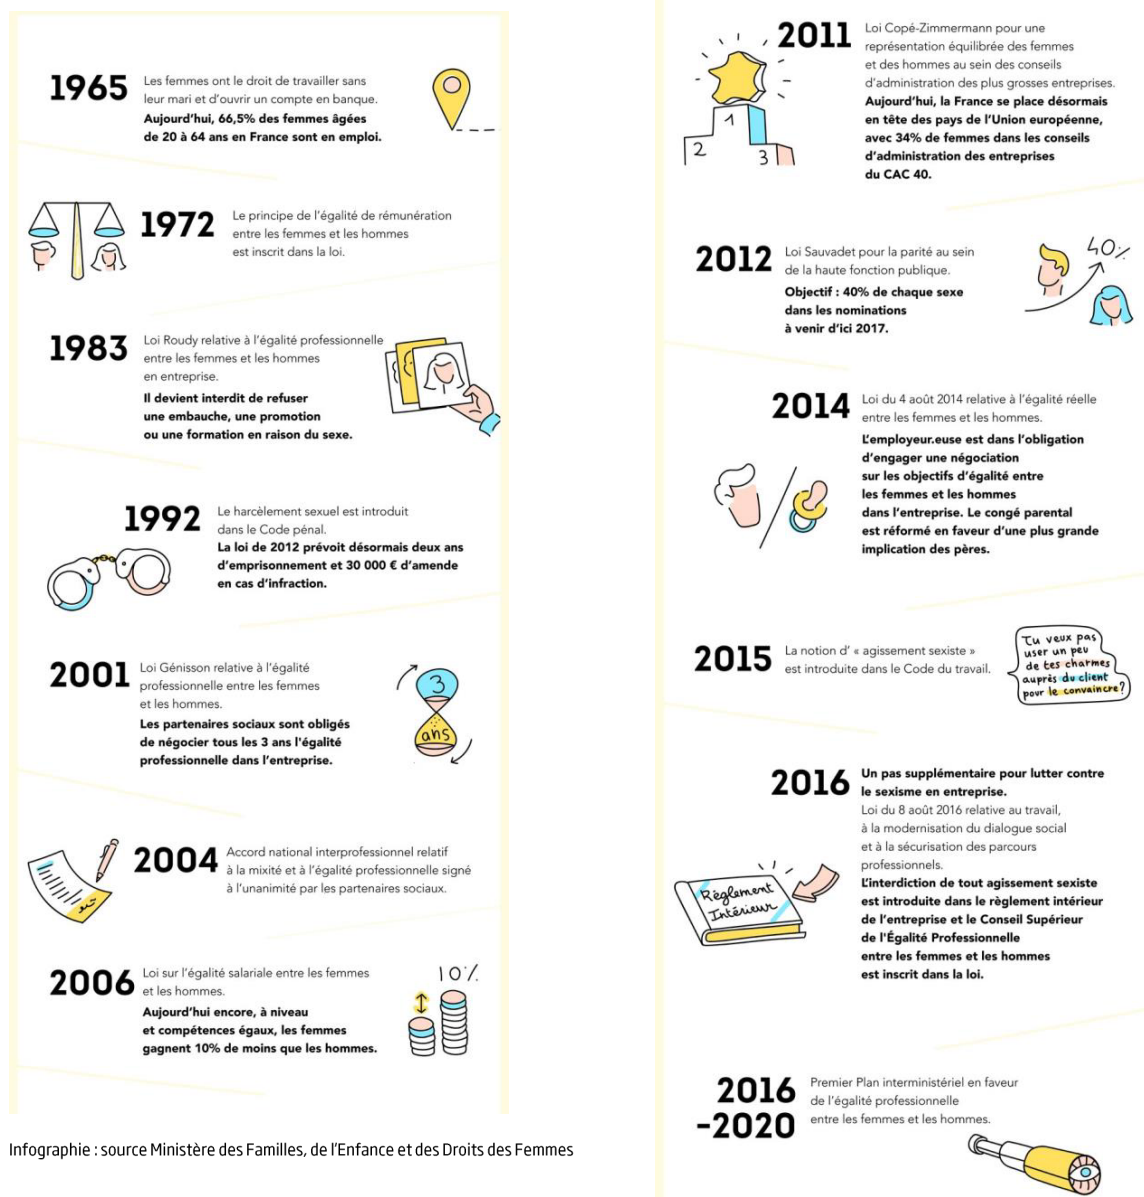 1965
Les femmes ont le droit de travailler sans
leur mari et d'ouvrir un compte en banque.
Aujourd'hui, 66,5% des femmes âgées
de 20 à 64 ans en France sont en emploi.
1972
Le principe de l'égalité de rémunération
entre les femmes et les hommes
est inscrit dans la loi.
1983
Loi Roudy relative à l'égalité professionnelle
entre les femmes et les hommes
en entreprise.
Il devient interdit de refuser
une embauche, une promotion
ou une formation en raison du sexe.
1992
Le harcèlement sexuel est introduit
dans le Code pénal.
La loi de 2012 prévoit désormais deux ans
d'emprisonnement et 30 000 € d'amende
en cas d'infraction.
2001
Loi Génisson relative à l'égalité
professionnelle entre les femmes
et les hommes.
Les partenaires sociaux sont obligés
de négocier tous les 3 ans l'égalité
professionnelle dans l'entreprise.
3
ans
2004
Accord national interprofessionnel relatif
à la mixité et à l'égalité professionnelle signé
à l'unanimité par les partenaires sociaux.
2006
Loi sur l'égalité salariale entre les femmes
et les hommes.
Aujourd'hui encore, à niveau
et compétences égaux, les femmes
gagnent 10% de moins que les hommes.
10%
Infographie : source Ministère des Familles, de l'Enfance et des Droits des Femmes
2011
Loi Copé-Zimmermann pour une
représentation équilibrée des femmes
et des hommes au sein des conseils
d'administration des plus grosses entreprises.
Aujourd'hui, la France se place désormais
en tête des pays de l'Union européenne,
avec 34% de femmes dans les conseils
d'administration des entreprises
du CAC 40.
1
2
3
2012
Loi Sauvadet pour la parité au sein
de la haute fonction publique.
Objectif : 40% de chaque sexe
dans les nominations
à venir d'ici 2017.
40%
2014
Loi du 4 août 2014 relative à l'égalité réelle
entre les femmes et les hommes.
L'employeur.euse est dans l'obligation
d'engager une négociation
sur les objectifs d'égalité entre
les femmes et les hommes
dans l'entreprise. Le congé parental
est réformé en faveur d'une plus grande
implication des pères.
2015
La notion d' « agissement sexiste »
est introduite dans le Code du travail.
Tu veux pas
user un peu
de tes charmes
auprès du client
pour le convaincre?
2016
Un pas supplémentaire pour lutter contre
le sexisme en entreprise.
Loi du 8 août 2016 relative au travail,
à la modernisation du dialogue social
et à la sécurisation des parcours
professionnels.
L'interdiction de tout agissement sexiste
est introduite dans le règlement intérieur
de l'entreprise et le Conseil Supérieur
de l'Égalité Professionnelle
entre les femmes et les hommes
est inscrit dans la loi.
Règlement
Intérieur
2016
-2020
Premier Plan interministériel en faveur
de l'égalité professionnelle
entre les femmes et les hommes.